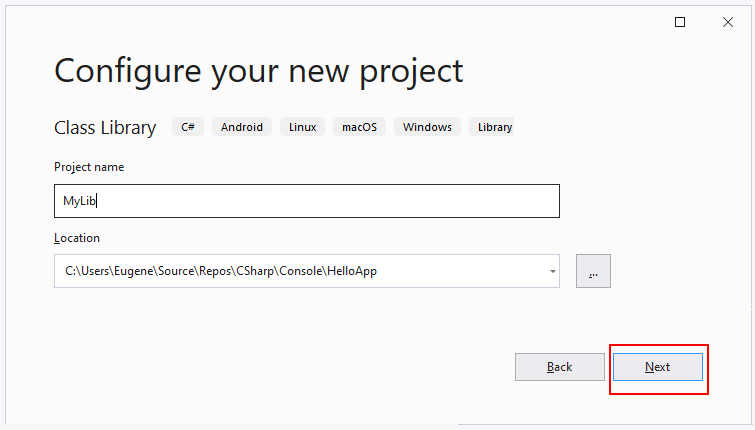 Configure your new project
Class Library C# Android Linux macOS Windows Library
Project name
MyLib
Location
C:\Users\Eugene\Source\Repos\CSharp\Console\HelloApp
...
Back Next